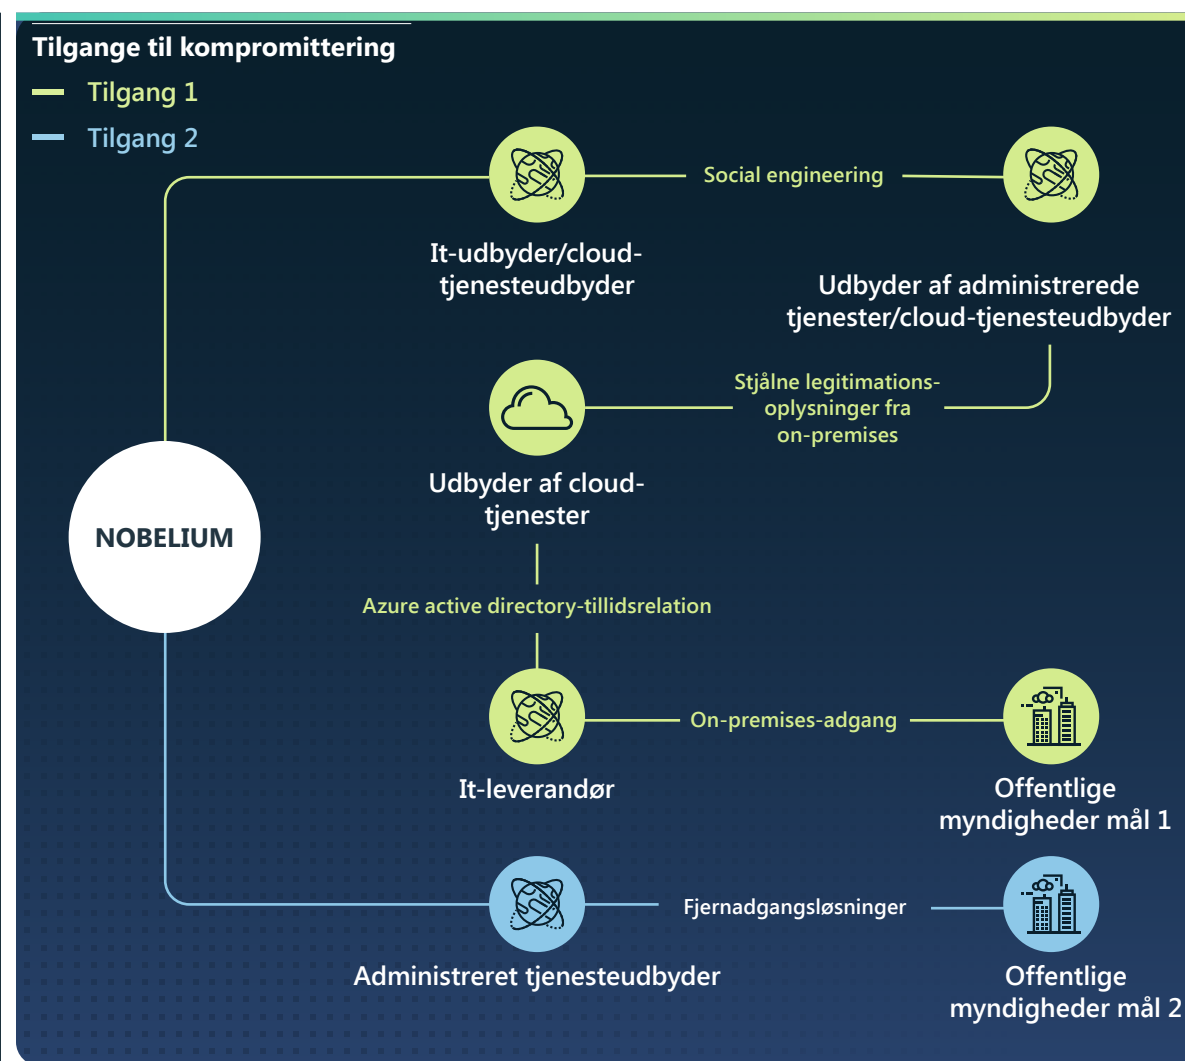 Tilgange til kompromittering
Tilgang 1
Tilgang 2
Social engineering
It-udbyder/cloud-
tjenesteudbyder
Udbyder af administrerede
tjenester/cloud-tjenesteudbyder
Stjålne legitimations-
oplysninger fra
on-premises
Udbyder af cloud-
tjenester
NOBELIUM
Azure active directory-tillidsrelation
On-premises-adgang
It-leverandør
Offentlige
myndigheder mål 1
Fjernadgangsløsninger
Administreret tjenesteudbyder
Offentlige
myndigheder mål 2